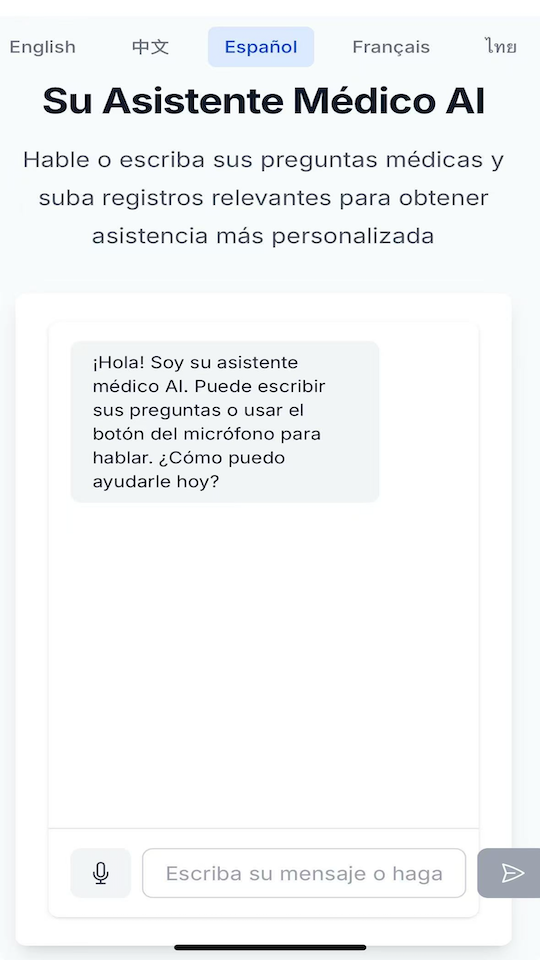 English 中文 Español Français ไทย
Su Asistente Médico AI
Hable o escriba sus preguntas médicas y
suba registros relevantes para obtener
asistencia más personalizada
¡Hola! Soy su asistente
médico AI. Puede escribir
sus preguntas o usar el
botón del micrófono para
hablar. ¿Cómo puedo
ayudarle hoy?
Escriba su mensaje o haga